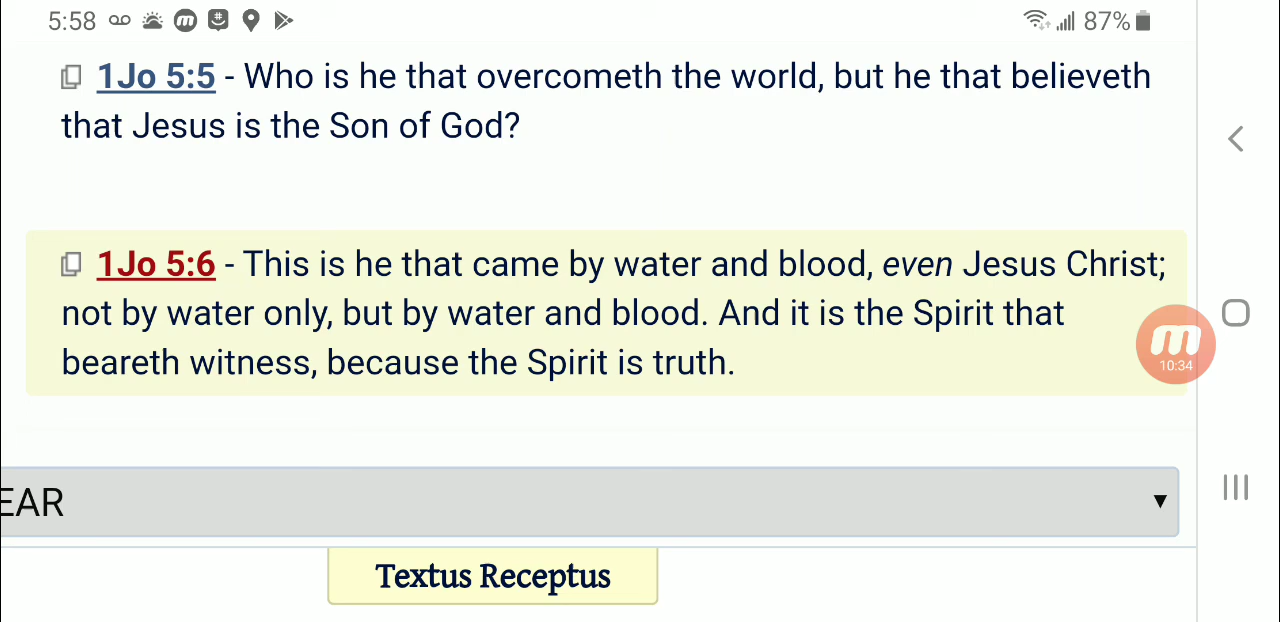 5:58 87%
1Jo 5:5 - Who is he that overcometh the world, but he that believeth
that Jesus is the Son of God?
1Jo 5:6 - This is he that came by water and blood, even Jesus Christ;
not by water only, but by water and blood. And it is the Spirit that
beareth witness, because the Spirit is truth.
10:34
EAR
Textus Receptus